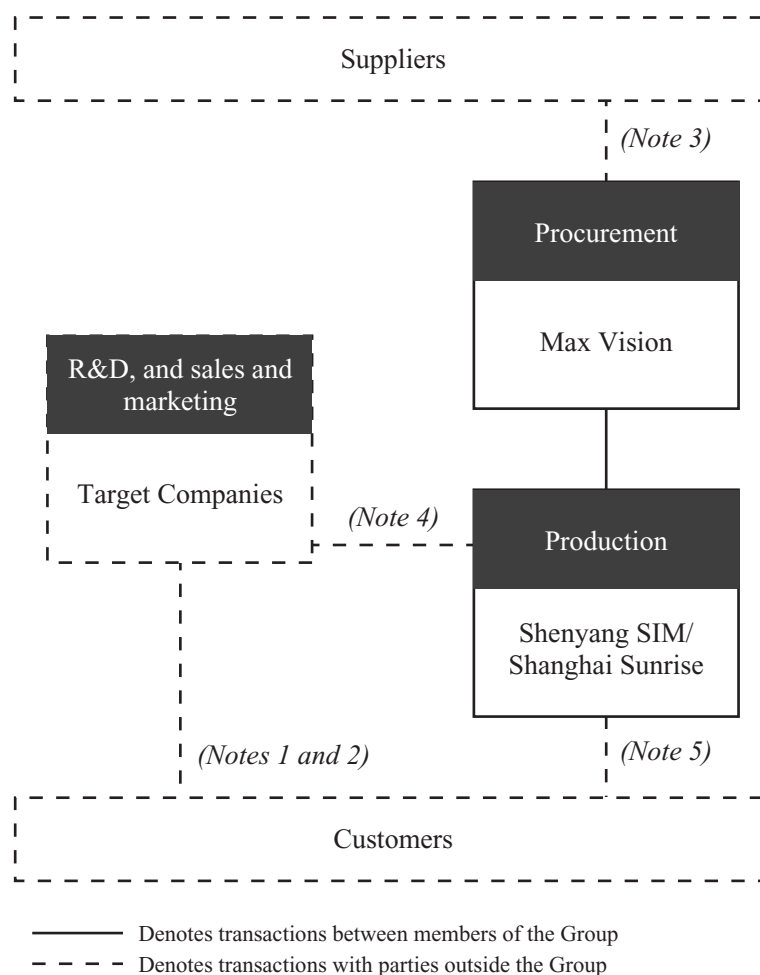 Suppliers
(Note 3)
Procurement
Max Vision
R&D, and sales and
marketing
Target Companies
(Note 4)
Production
Shenyang SIM/
Shanghai Sunrise
(Notes 1 and 2)
(Note 5)
Customers
Denotes transactions between members of the Group
Denotes transactions with parties outside the Group